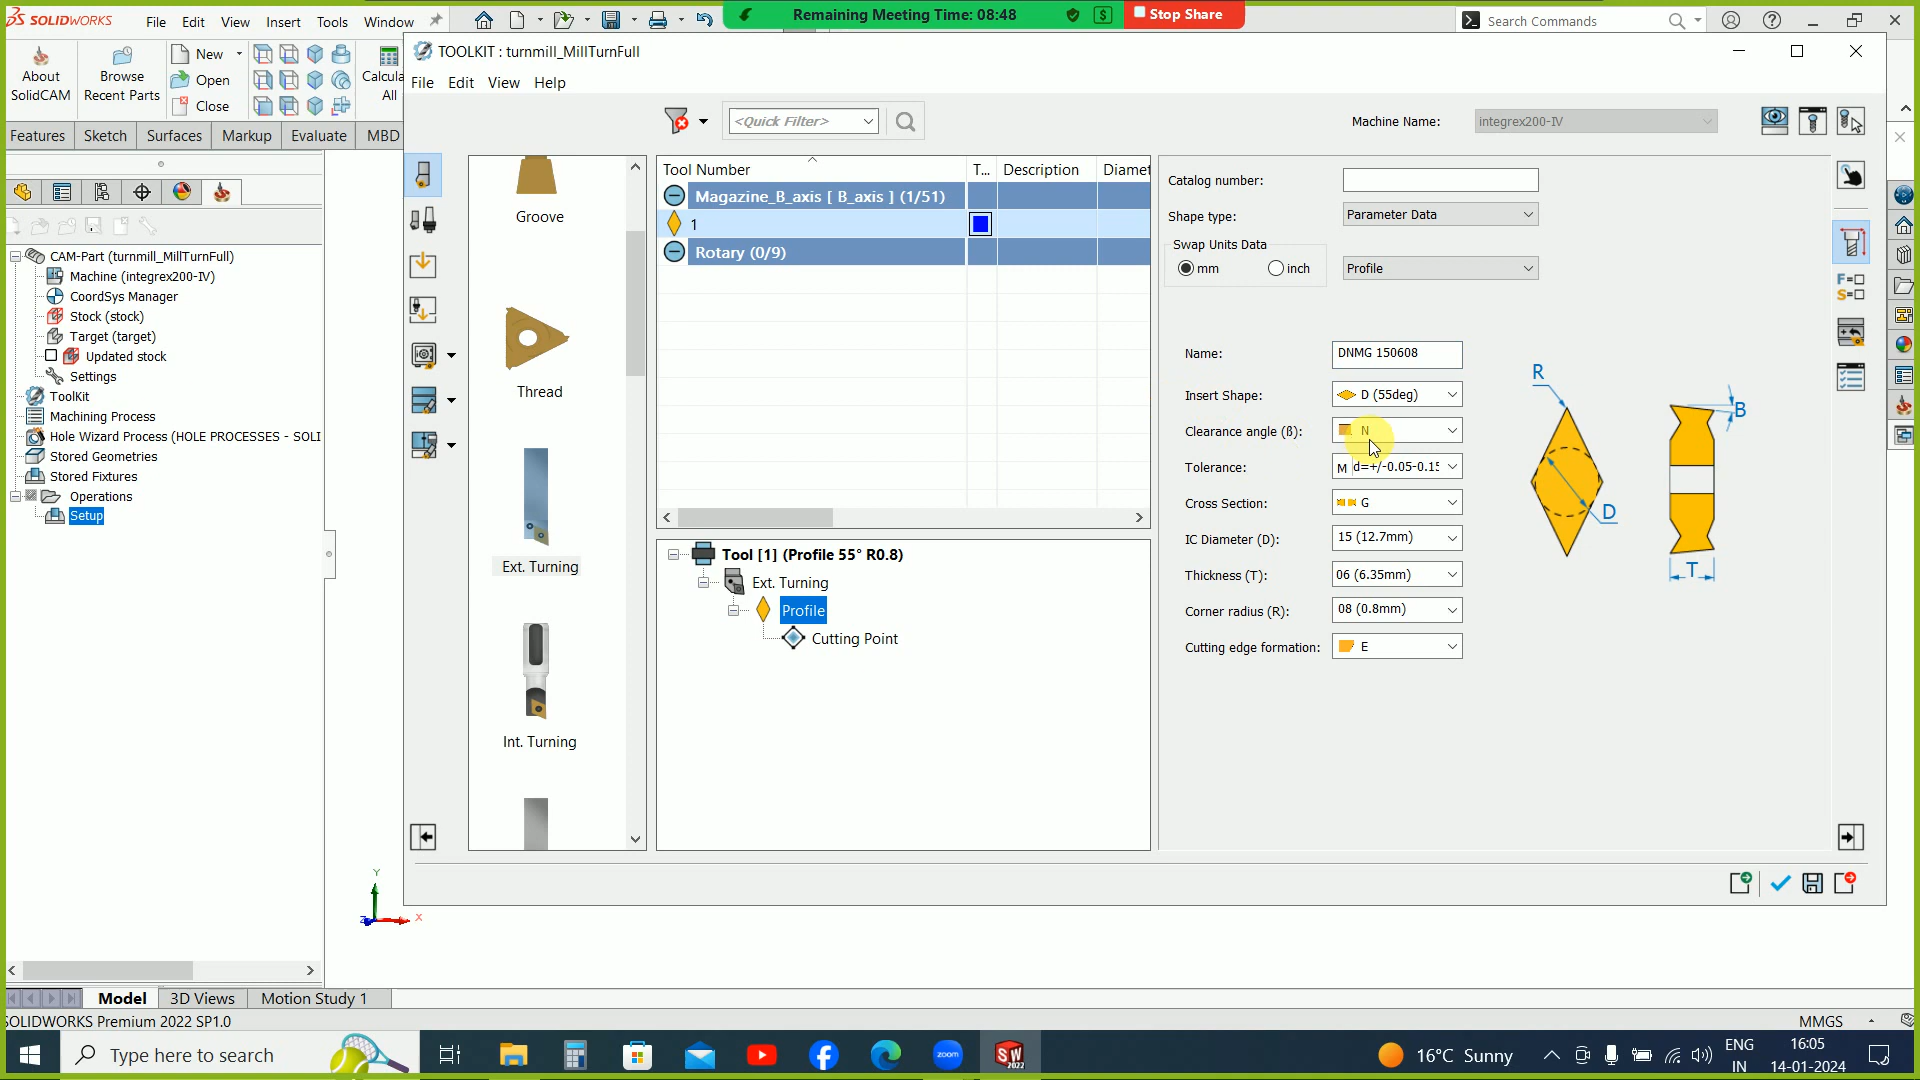 SOLIDWORKS File Edit View Insert Tools Window
Remaining Meeting Time: 08:48 Stop Share
Search Commands
About SolidCAM
Browse Recent Parts
New
Open
Close
Calcula
All
Features Sketch Surfaces Markup Evaluate MBD
TOOLKIT : turnmill_MillTurnFull
File Edit View Help
<Quick Filter>
Machine Name: integrex200-IV
CAM-Part (turnmill_MillTurnFull)
Machine (integrex200-IV)
CoordSys Manager
Stock (stock)
Target (target)
Updated stock
Settings
ToolKit
Machining Process
Hole Wizard Process (HOLE PROCESSES - SOLI
Stored Geometries
Stored Fixtures
Operations
Setup
Groove
Thread
Ext. Turning
Int. Turning
Tool Number T... Description Diamet
Magazine_B_axis [ B_axis ] (1/51)
1
Rotary (0/9)
Tool [1] (Profile 55° R0.8)
Ext. Turning
Profile
Cutting Point
Catalog number:
Shape type: Parameter Data
Swap Units Data
mm inch Profile
Name: DNMG 150608
Insert Shape: D (55deg)
Clearance angle (ß): N
Tolerance: M d=+/-0.05-0.15
Cross Section: G
IC Diameter (D): 15 (12.7mm)
Thickness (T): 06 (6.35mm)
Corner radius (R): 08 (0.8mm)
Cutting edge formation: E
R
B
D
T
F=
S=
Y
X
Z
Model 3D Views Motion Study 1
SOLIDWORKS Premium 2022 SP1.0
MMGS
Type here to search
zoom
SW
2022
16°C Sunny
ENG
IN
16:05
14-01-2024